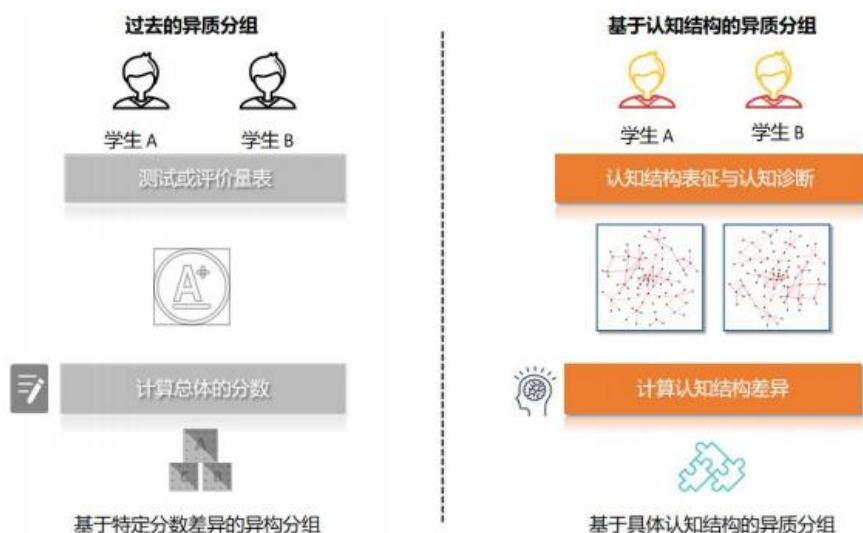 过去的异质分组
学生 A
学生 B
测试或评价量表
A+
计算总体的分数
A
C B
基于特定分数差异的异构分组
基于认知结构的异质分组
学生 A
学生 B
认知结构表征与认知诊断
计算认知结构差异
基于具体认知结构的异质分组